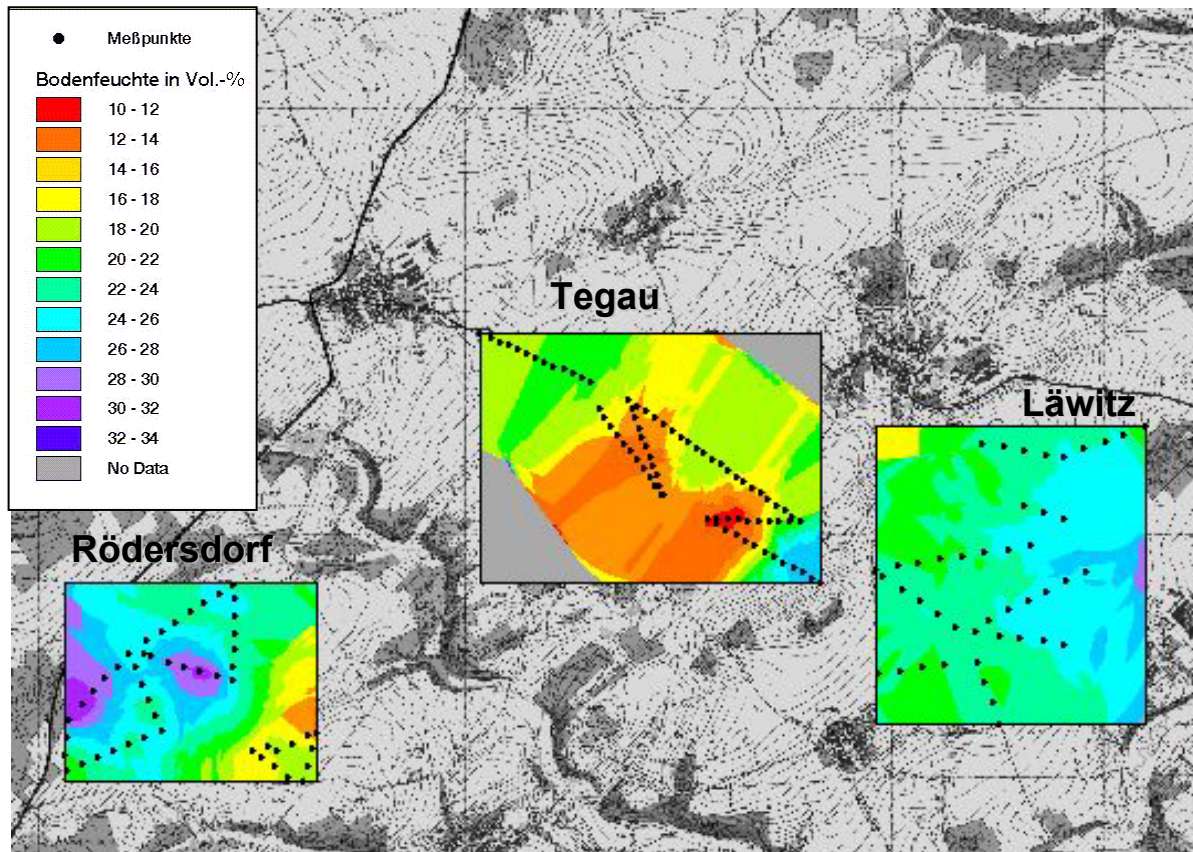 Meßpunkte
Bodenfeuchte in Vol.-%
10 - 12
12 - 14
14 - 16
16 - 18
18 - 20
20 - 22
22 - 24
24 - 26
26 - 28
28 - 30
30 - 32
32 - 34
No Data
Tegau
Läwitz
Rödersdorf